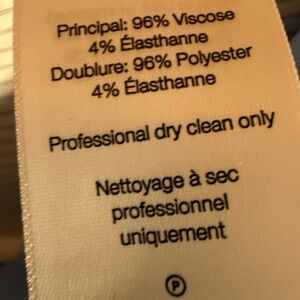 Principal: 96% Viscose
4% Élasthanne
Doublure: 96% Polyester
4% Élasthanne
Professional dry clean only
Nettoyage à sec
professionnel
uniquement
P